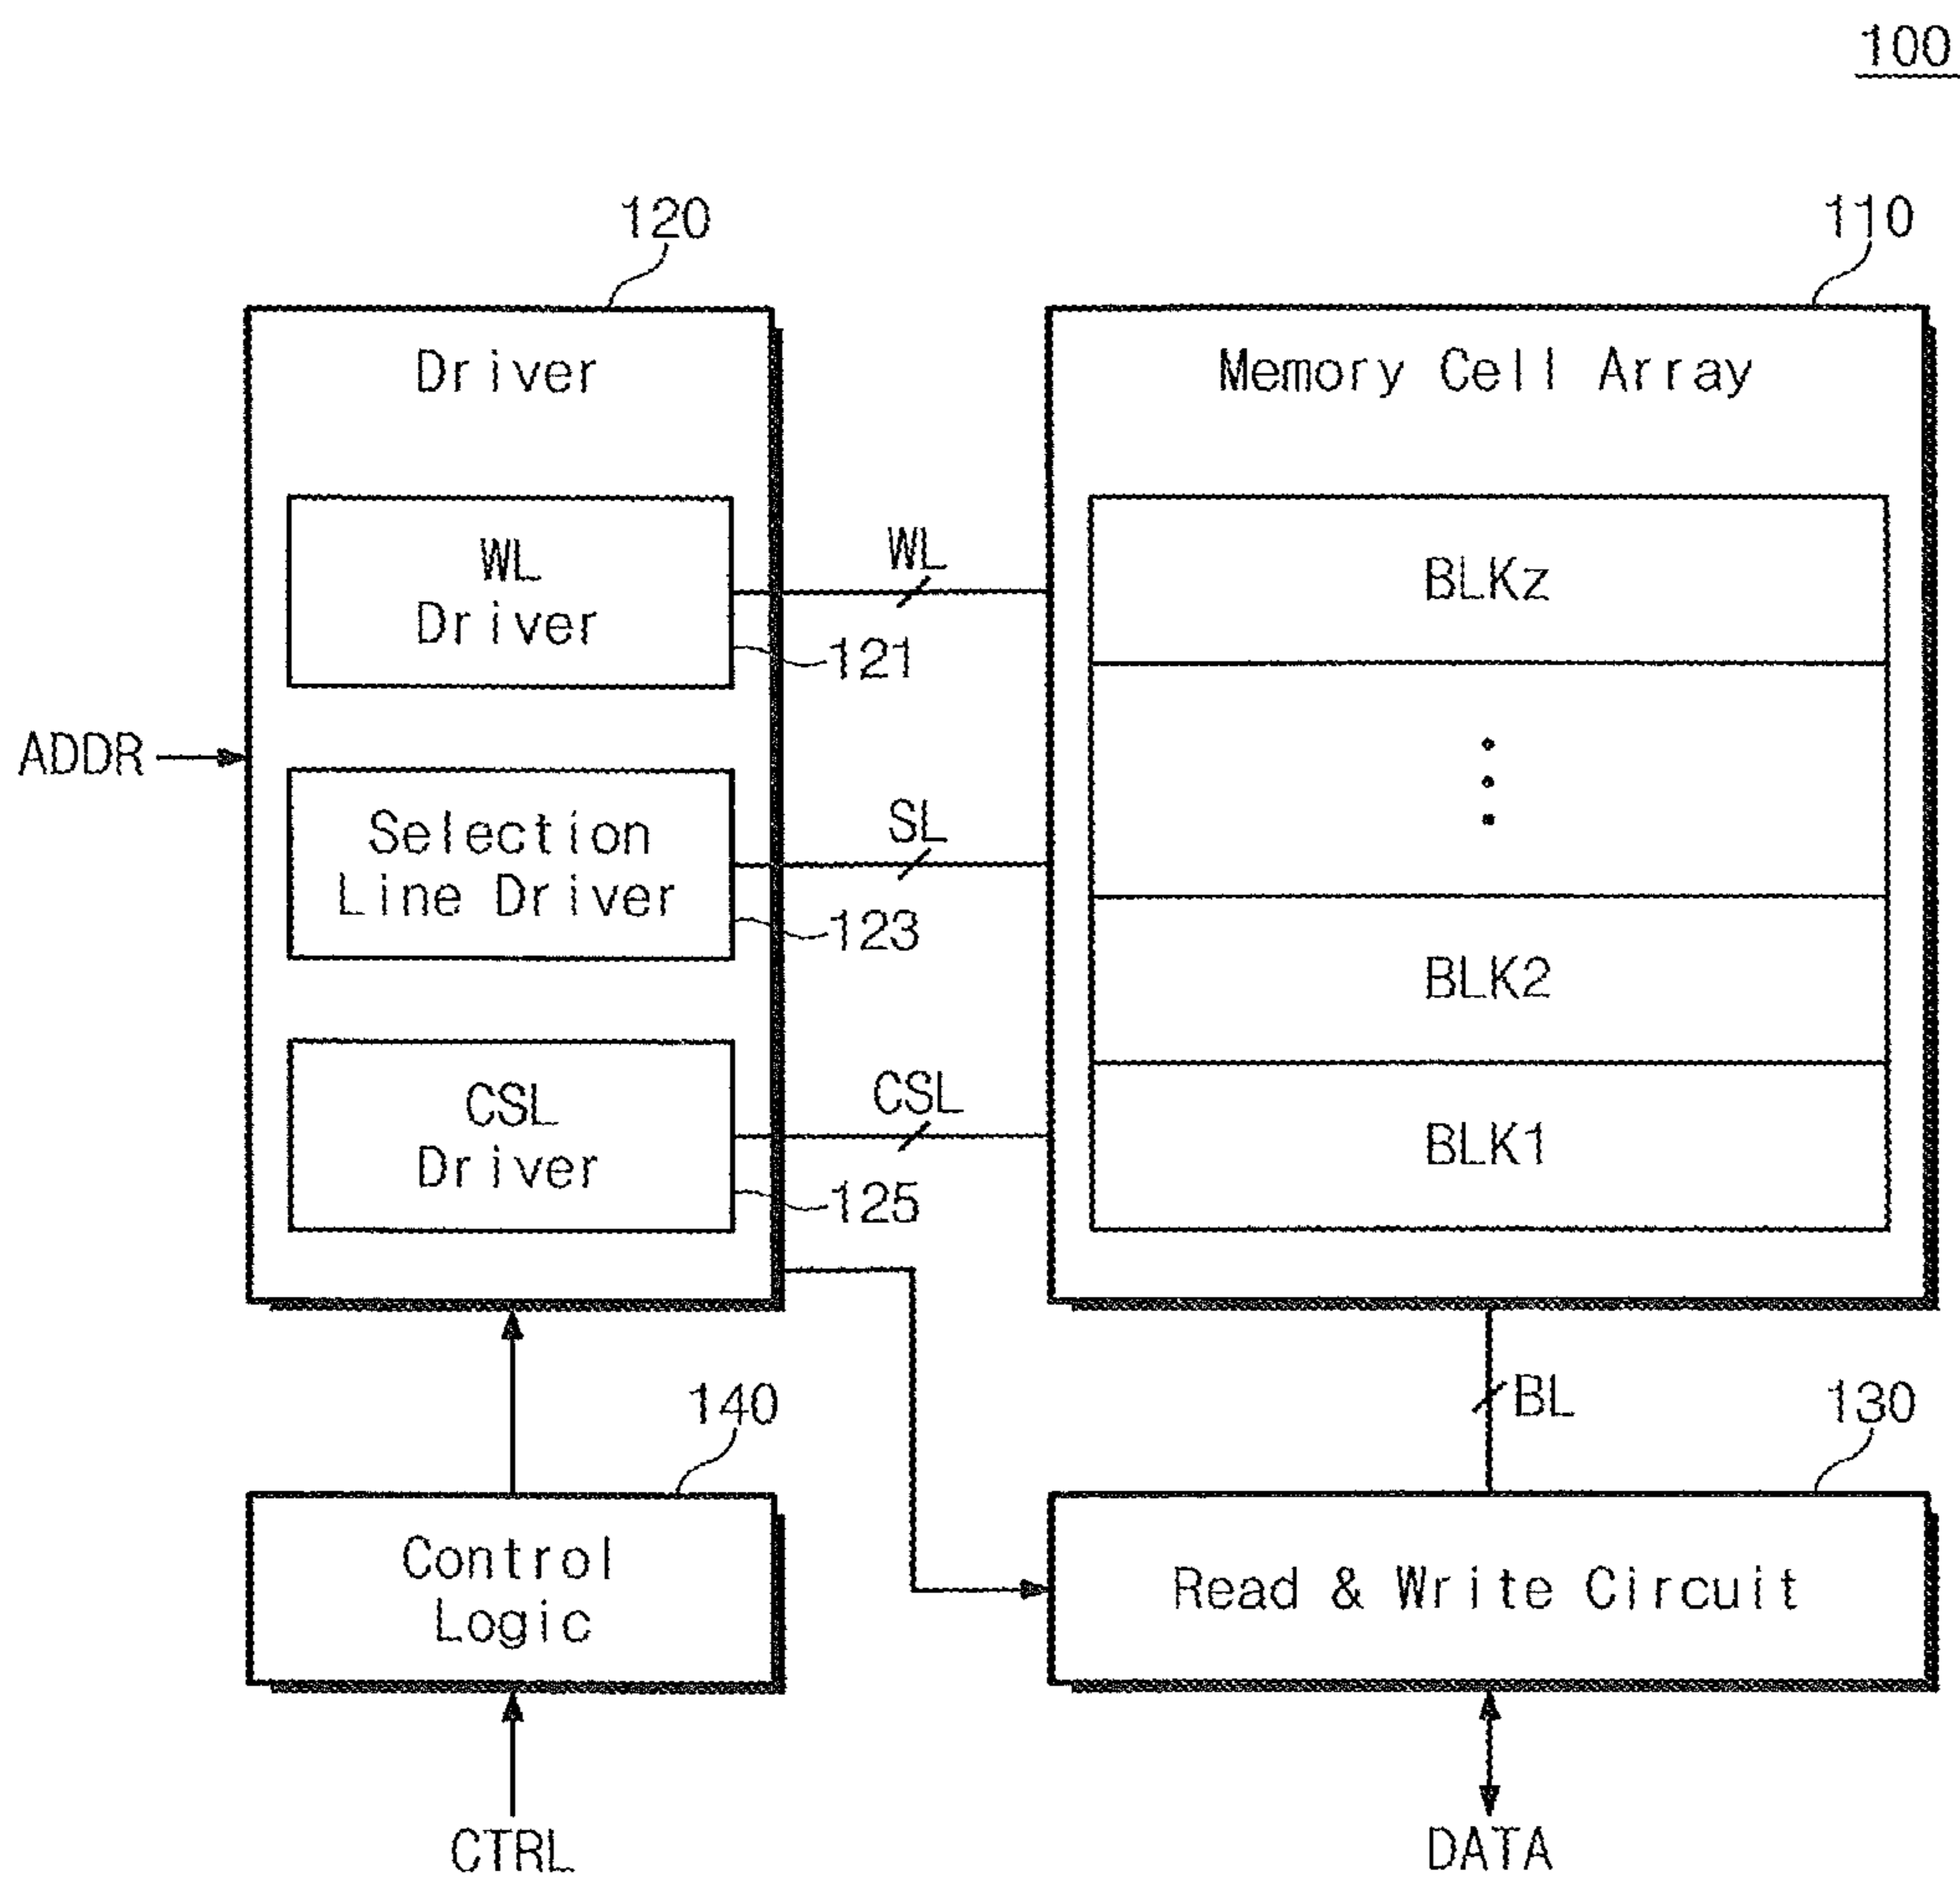 100
120
110
Driver
Memory Cell Array
WL
Driver
WL
121
BLKz
ADDR
Selection
Line Driver
SL
123
BLK2
CSL
Driver
CSL
125
BLK1
140
BL
130
Control
Logic
Read & Write Circuit
CTRL
DATA